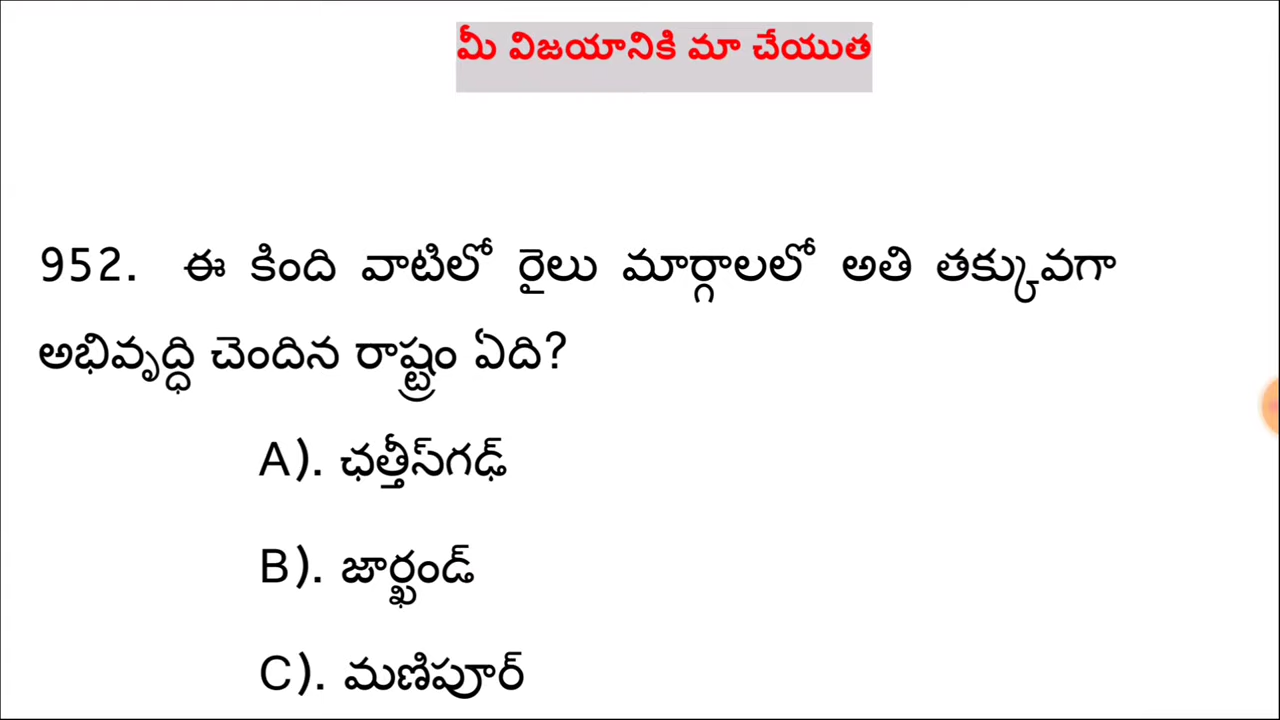 మీ విజయానికి మా చేయుత
952. ఈ కింది వాటిలో రైలు మార్గాలలో అతి తక్కువగా
అభివృద్ధి చెందిన రాష్ట్రం ఏది?
A). ఛత్తీస్‌గఢ్
B). జార్ఖండ్
C). మణిపూర్